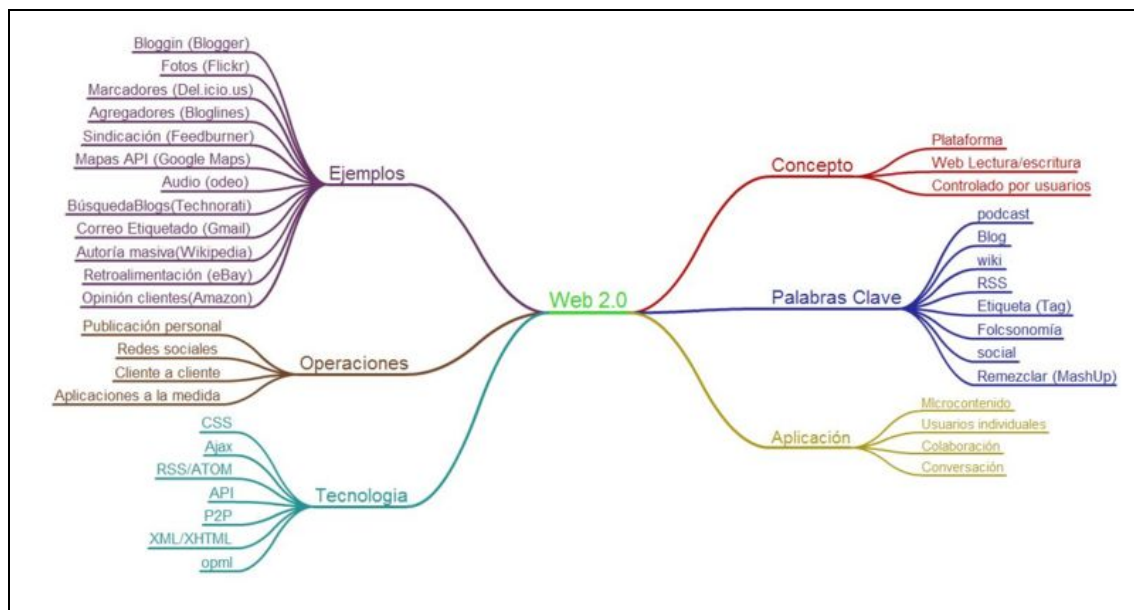 Bloggin (Blogger)
Fotos (Flickr)
Marcadores (Del.icio.us)
Agregadores (Bloglines)
Sindicación (Feedburner)
Mapas API (Google Maps)
Audio (odeo)
BúsquedaBlogs(Technorati)
Correo Etiquetado (Gmail)
Autoría masiva(Wikipedia)
Retroalimentación (eBay)
Opinión clientes(Amazon)
Ejemplos
Publicación personal
Redes sociales
Cliente a cliente
Aplicaciones a la medida
Operaciones
CSS
Ajax
RSS/ATOM
API
P2P
XML/XHTML
opml
Tecnologia
Web 2.0
Concepto
Plataforma
Web Lectura/escritura
Controlado por usuarios
Palabras Clave
podcast
Blog
wiki
RSS
Etiqueta (Tag)
Folcsonomía
social
Remezclar (MashUp)
Aplicación
MIcrocontenido
Usuarios individuales
Colaboración
Conversación